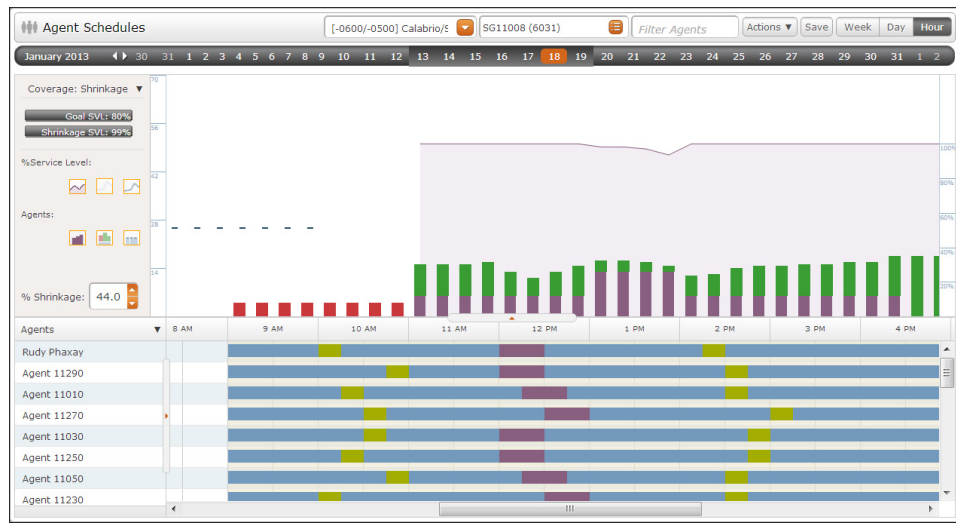 Agent Schedules
[-0600/-0500] Calabrio/S
SG11008 (6031)
Filter Agents
Actions ▼
Save
Week Day Hour
January 2013 30 31 1 2 3 4 5 6 7 8 9 10 11 12 13 14 15 16 17 18 19 20 21 22 23 24 25 26 27 28 29 30 31 1 2
Coverage: Shrinkage ▼
Goal SVL: 80%
Shrinkage SVL: 99%
%Service Level:
Agents:
% Shrinkage: 44.0
70
56
42
28
14
100%
80%
60%
40%
20%
Agents ▼ 8 AM 9 AM 10 AM 11 AM 12 PM 1 PM 2 PM 3 PM 4 PM
Rudy Phaxay
Agent 11290
Agent 11010
Agent 11270
Agent 11030
Agent 11250
Agent 11050
Agent 11230